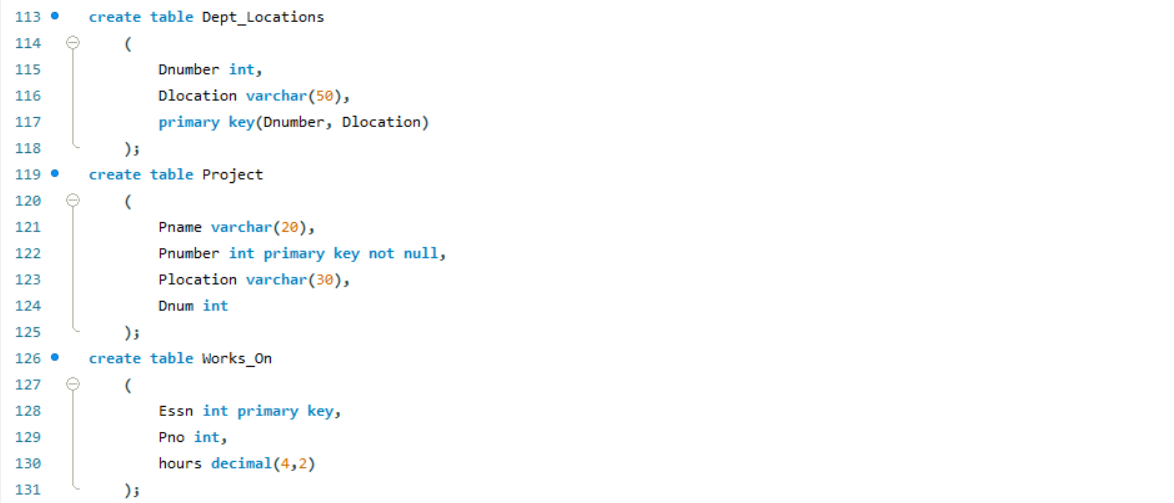 113 create table Dept_Locations
114 (
115 Dnumber int,
116 Dlocation varchar(50),
117 primary key(Dnumber, Dlocation)
118 );
119 create table Project
120 (
121 Pname varchar(20),
122 Pnumber int primary key not null,
123 Plocation varchar(30),
124 Dnum int
125 );
126 create table Works_On
127 (
128 Essn int primary key,
129 Pno int,
130 hours decimal(4,2)
131 );